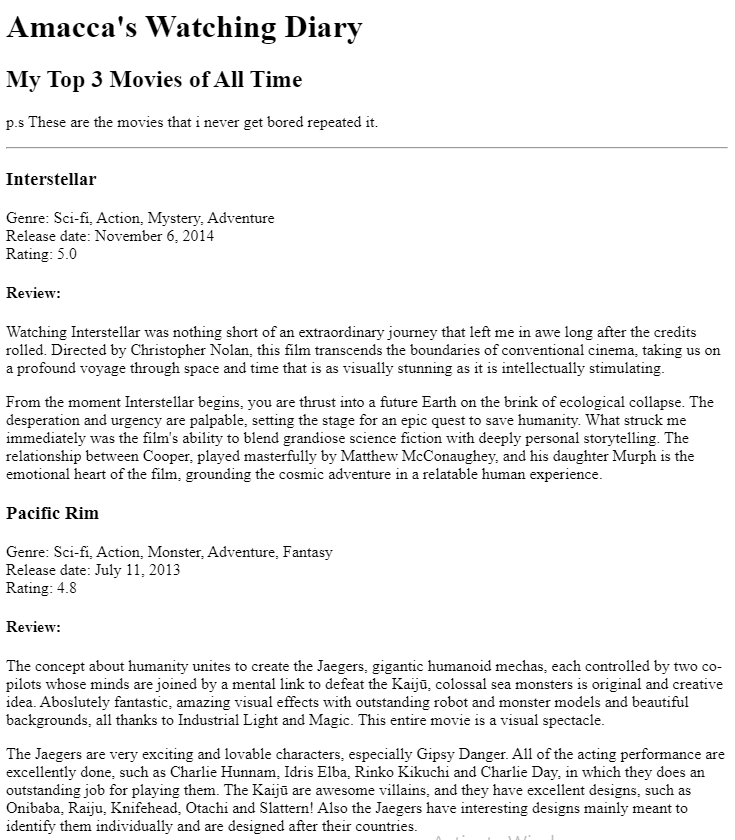 Amacca's Watching Diary
My Top 3 Movies of All Time
p.s These are the movies that i never get bored repeated it.
Interstellar
Genre: Sci-fi, Action, Mystery, Adventure
Release date: November 6, 2014
Rating: 5.0
Review:
Watching Interstellar was nothing short of an extraordinary journey that left me in awe long after the credits
rolled. Directed by Christopher Nolan, this film transcends the boundaries of conventional cinema, taking us on
a profound voyage through space and time that is as visually stunning as it is intellectually stimulating.
From the moment Interstellar begins, you are thrust into a future Earth on the brink of ecological collapse. The
desperation and urgency are palpable, setting the stage for an epic quest to save humanity. What struck me
immediately was the film's ability to blend grandiose science fiction with deeply personal storytelling. The
relationship between Cooper, played masterfully by Matthew McConaughey, and his daughter Murph is the
emotional heart of the film, grounding the cosmic adventure in a relatable human experience.
Pacific Rim
Genre: Sci-fi, Action, Monster, Adventure, Fantasy
Release date: July 11, 2013
Rating: 4.8
Review:
The concept about humanity unites to create the Jaegers, gigantic humanoid mechas, each controlled by two co-
pilots whose minds are joined by a mental link to defeat the Kaijū, colossal sea monsters is original and creative
idea. Aboslutely fantastic, amazing visual effects with outstanding robot and monster models and beautiful
backgrounds, all thanks to Industrial Light and Magic. This entire movie is a visual spectacle.
The Jaegers are very exciting and lovable characters, especially Gipsy Danger. All of the acting performance are
excellently done, such as Charlie Hunnam, Idris Elba, Rinko Kikuchi and Charlie Day, in which they does an
outstanding job for playing them. The Kaijū are awesome villains, and they have excellent designs, such as
Onibaba, Raiju, Knifehead, Otachi and Slattern! Also the Jaegers have interesting designs mainly meant to
identify them individually and are designed after their countries.